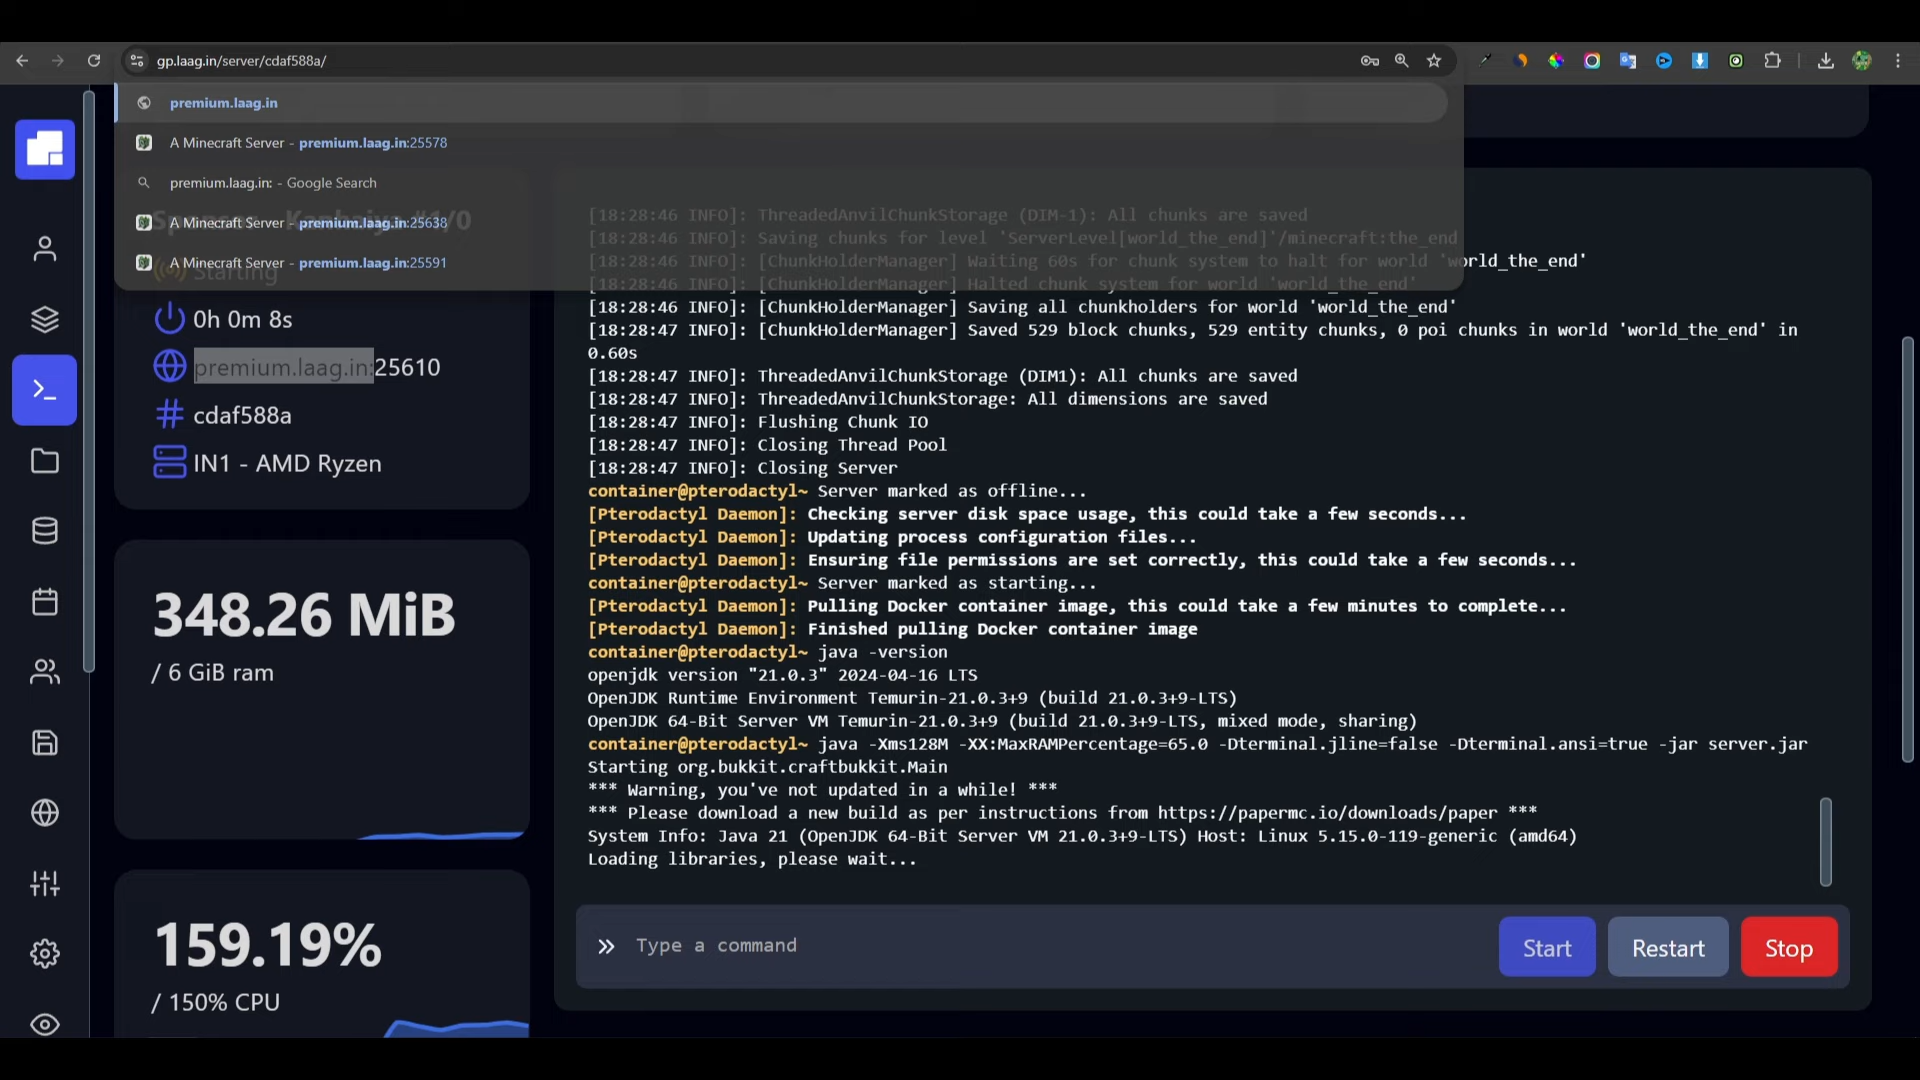 gp.laag.in/server/cdaf588a/
premium.laag.in
A Minecraft Server - premium.laag.in:25578
premium.laag.in: - Google Search
A Minecraft Server - premium.laag.in:25638
A Minecraft Server - premium.laag.in:25591
Starting
0h 0m 8s
premium.laag.in:25610
cdaf588a
IN1 - AMD Ryzen
348.26 MiB
/ 6 GiB ram
159.19%
/ 150% CPU
[18:28:46 INFO]: ThreadedAnvilChunkStorage (DIM-1): All chunks are saved
[18:28:46 INFO]: Saving chunks for level 'ServerLevel[world_the_end]'/minecraft:the_end
[18:28:46 INFO]: [ChunkHolderManager] Waiting 60s for chunk system to halt for world 'world_the_end'
[18:28:46 INFO]: [ChunkHolderManager] Halted chunk system for world 'world_the_end'
[18:28:46 INFO]: [ChunkHolderManager] Saving all chunkholders for world 'world_the_end'
[18:28:47 INFO]: [ChunkHolderManager] Saved 529 block chunks, 529 entity chunks, 0 poi chunks in world 'world_the_end' in
0.60s
[18:28:47 INFO]: ThreadedAnvilChunkStorage (DIM1): All chunks are saved
[18:28:47 INFO]: ThreadedAnvilChunkStorage: All dimensions are saved
[18:28:47 INFO]: Flushing Chunk IO
[18:28:47 INFO]: Closing Thread Pool
[18:28:47 INFO]: Closing Server
container@pterodactyl~ Server marked as offline...
[Pterodactyl Daemon]: Checking server disk space usage, this could take a few seconds...
[Pterodactyl Daemon]: Updating process configuration files...
[Pterodactyl Daemon]: Ensuring file permissions are set correctly, this could take a few seconds...
container@pterodactyl~ Server marked as starting...
[Pterodactyl Daemon]: Pulling Docker container image, this could take a few minutes to complete...
[Pterodactyl Daemon]: Finished pulling Docker container image
container@pterodactyl~ java -version
openjdk version "21.0.3" 2024-04-16 LTS
OpenJDK Runtime Environment Temurin-21.0.3+9 (build 21.0.3+9-LTS)
OpenJDK 64-Bit Server VM Temurin-21.0.3+9 (build 21.0.3+9-LTS, mixed mode, sharing)
container@pterodactyl~ java -Xms128M -XX:MaxRAMPercentage=65.0 -Dterminal.jline=false -Dterminal.ansi=true -jar server.jar
Starting org.bukkit.craftbukkit.Main
*** Warning, you've not updated in a while! ***
*** Please download a new build as per instructions from https://papermc.io/downloads/paper ***
System Info: Java 21 (OpenJDK 64-Bit Server VM 21.0.3+9-LTS) Host: Linux 5.15.0-119-generic (amd64)
Loading libraries, please wait...
Type a command
Start
Restart
Stop